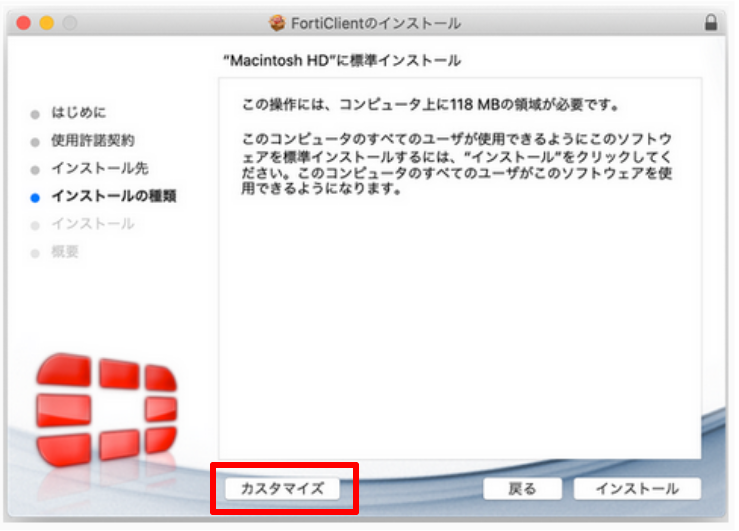 FortiClientのインストール
“Macintosh HD”に標準インストール
はじめに
使用許諾契約
インストール先
インストールの種類
インストール
概要
この操作には、コンピュータ上に118 MBの領域が必要です。
このコンピュータのすべてのユーザが使用できるようにこのソフトウ
ェアを標準インストールするには、“インストール”をクリックしてく
ださい。このコンピュータのすべてのユーザがこのソフトウェアを使
用できるようになります。
カスタマイズ
戻る
インストール